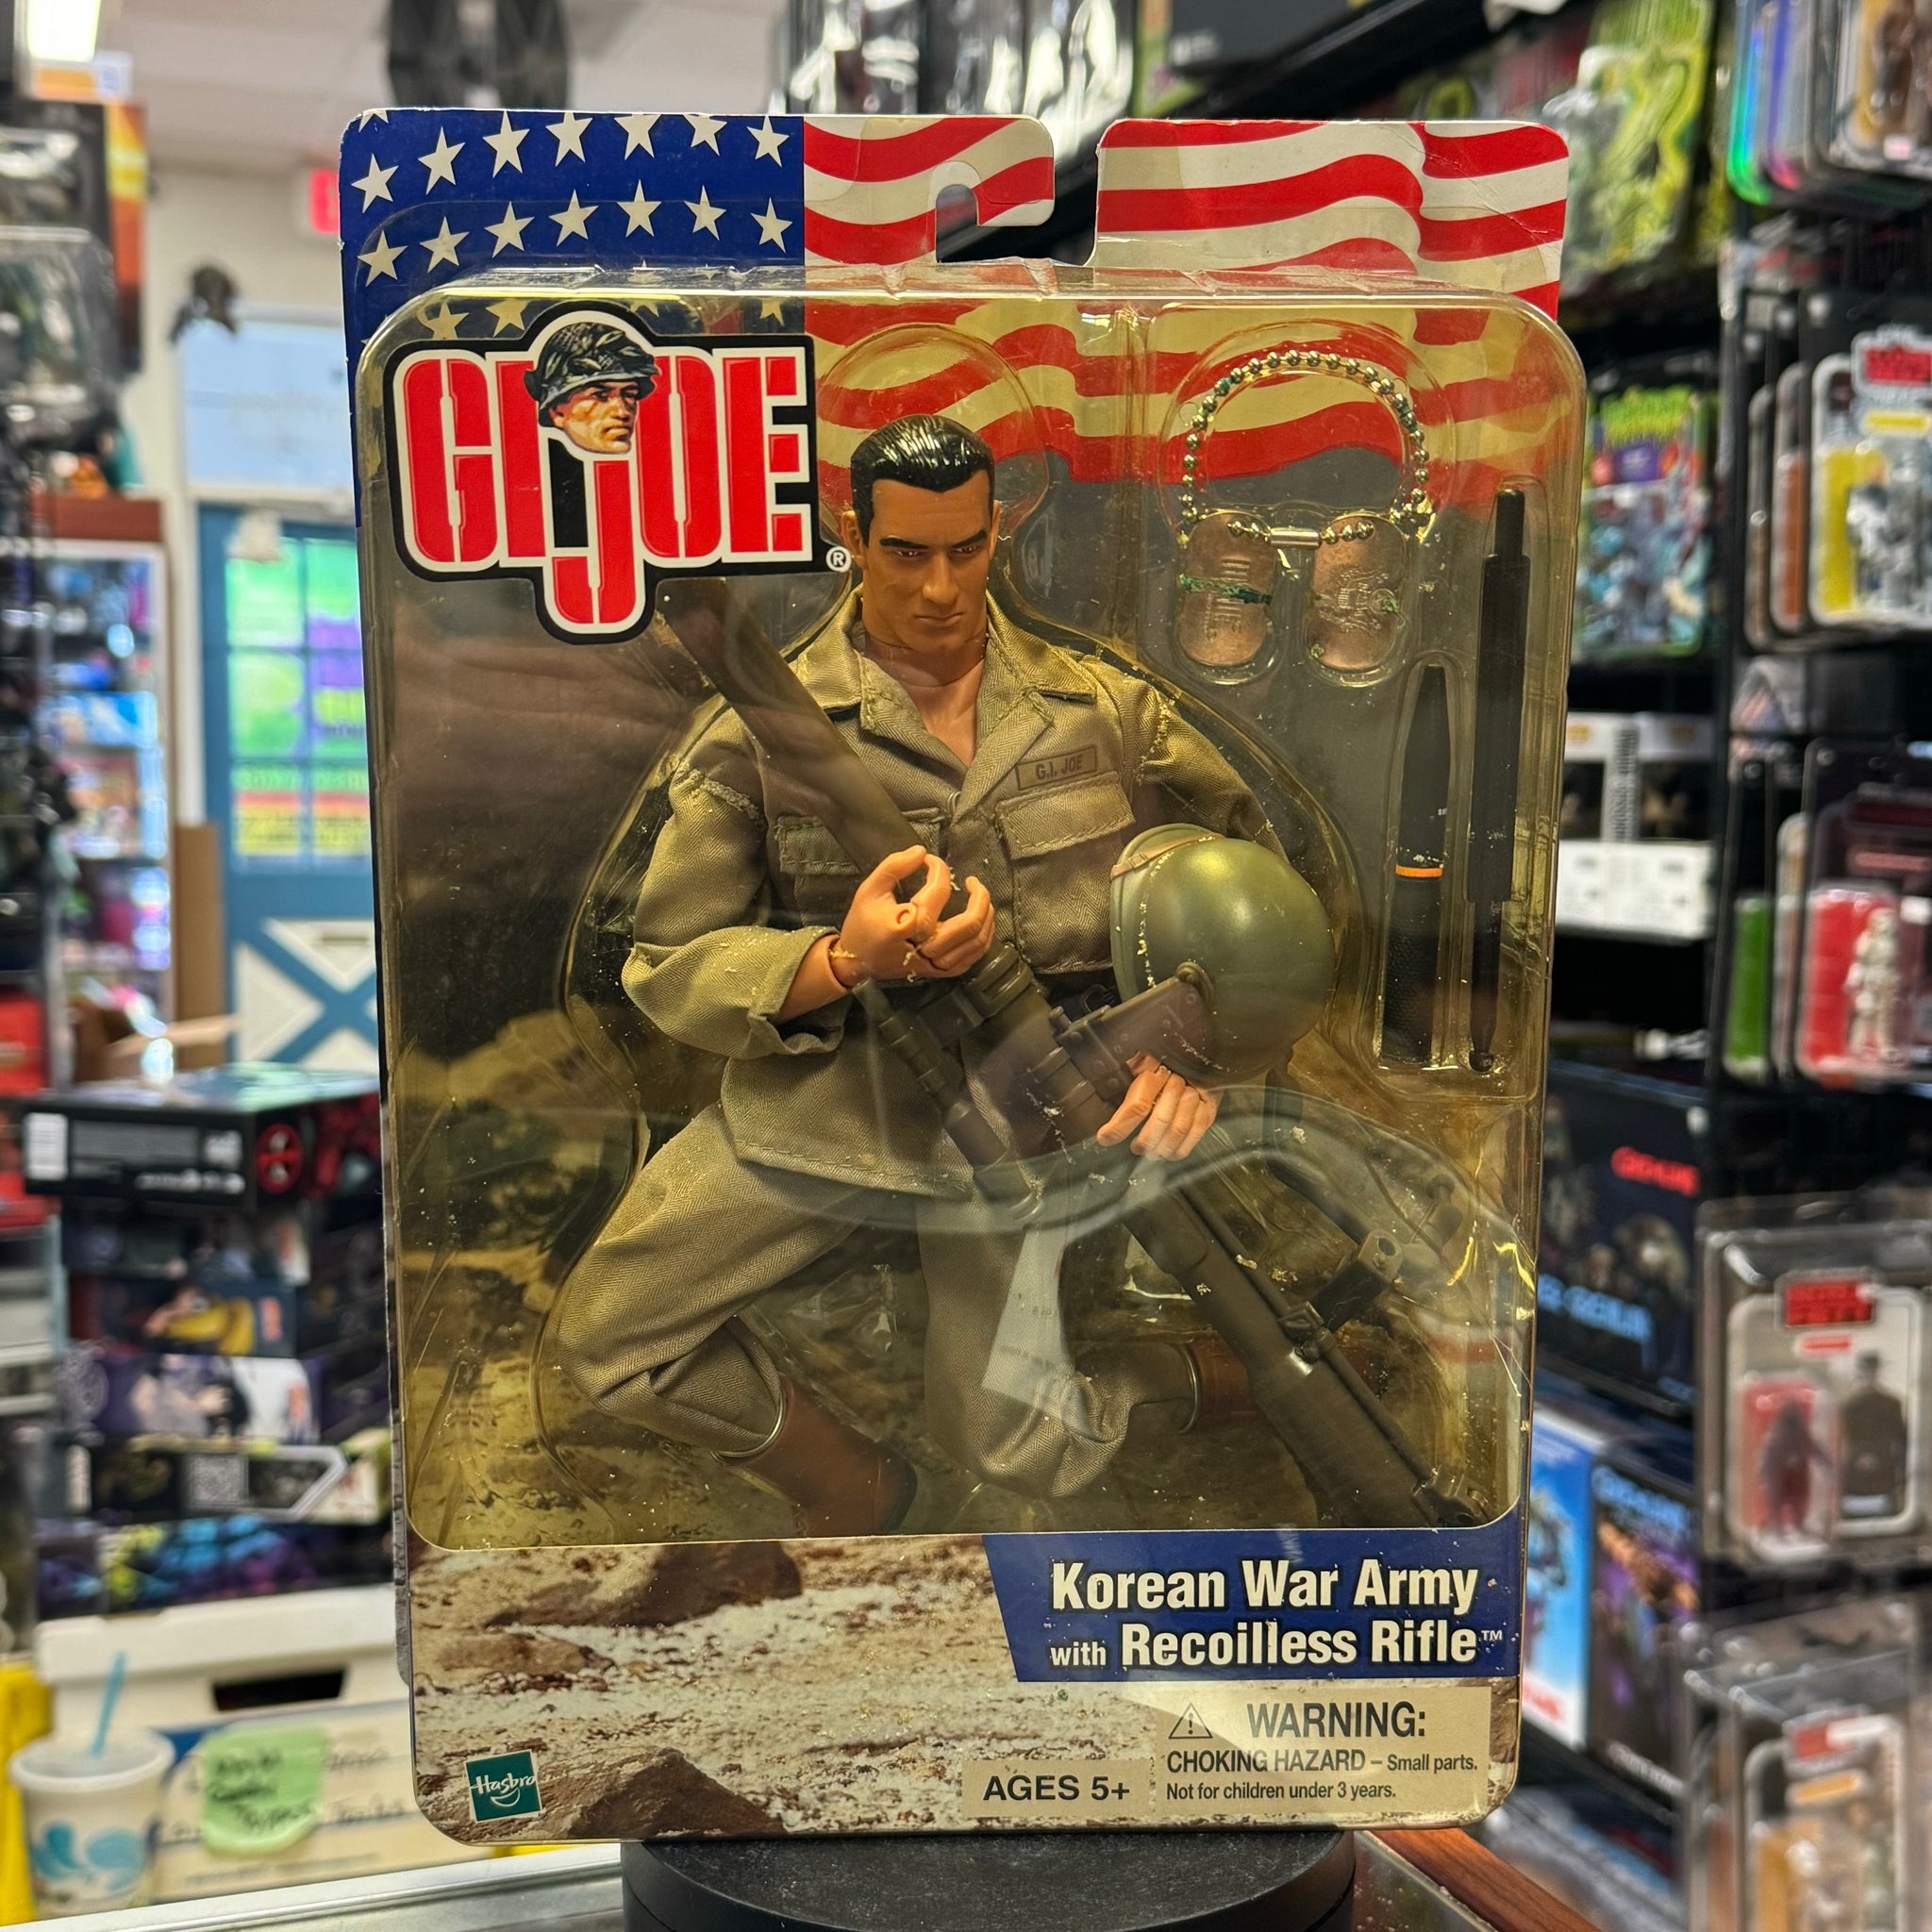 GI JOE
®
G.I. JOE
Korean War Army
with Recoilless Rifle™
WARNING:
CHOKING HAZARD – Small parts.
Not for children under 3 years.
AGES 5+
Hasbro